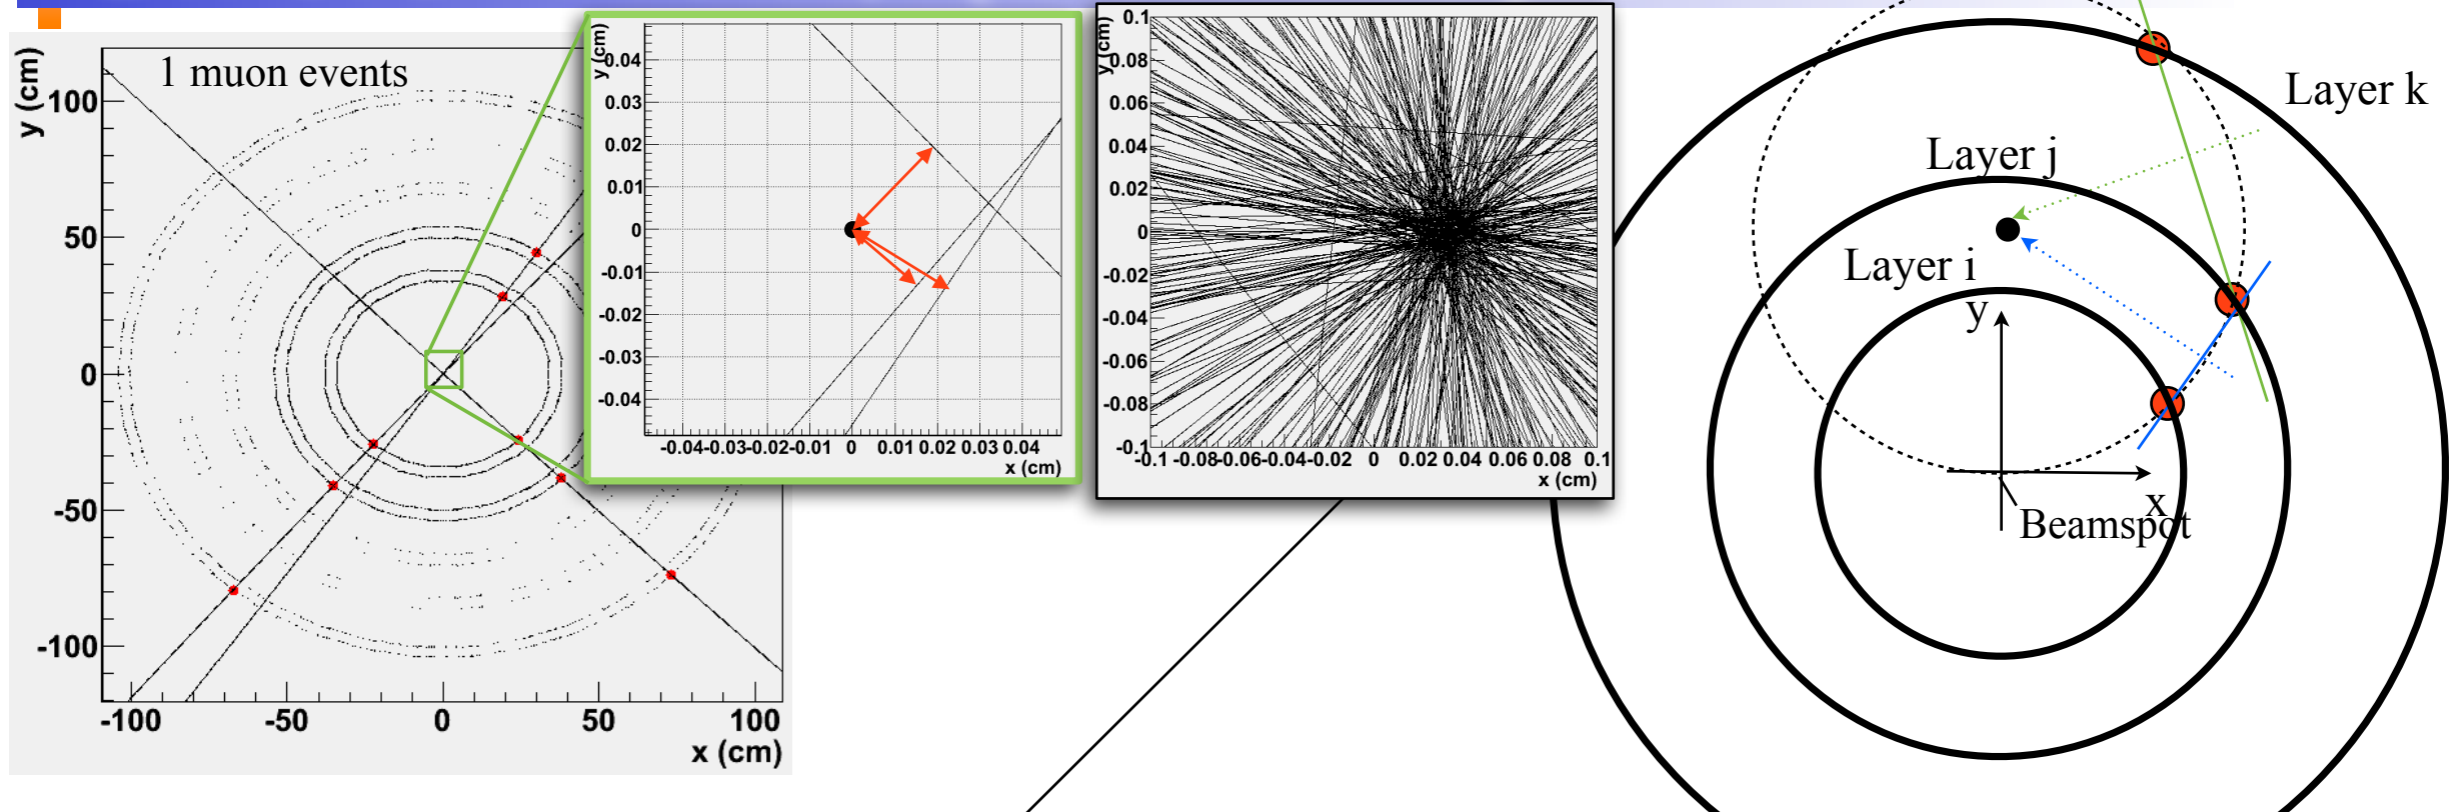 1 muon events
y (cm)
100
50
0
-50
-100
-100 -50 0 50 100
x (cm)
y (cm)
0.04
0.03
0.02
0.01
0
-0.01
-0.02
-0.03
-0.04
-0.04 -0.03 -0.02 -0.01 0 0.01 0.02 0.03 0.04
x (cm)
y (cm)
0.1
0.08
0.06
0.04
0.02
0
-0.02
-0.04
-0.06
-0.08
-0.1
-0.1 -0.08 -0.06 -0.04 -0.02 0 0.02 0.04 0.06 0.08 0.1
x (cm)
Layer k
Layer j
Layer i
y
x
Beamspot